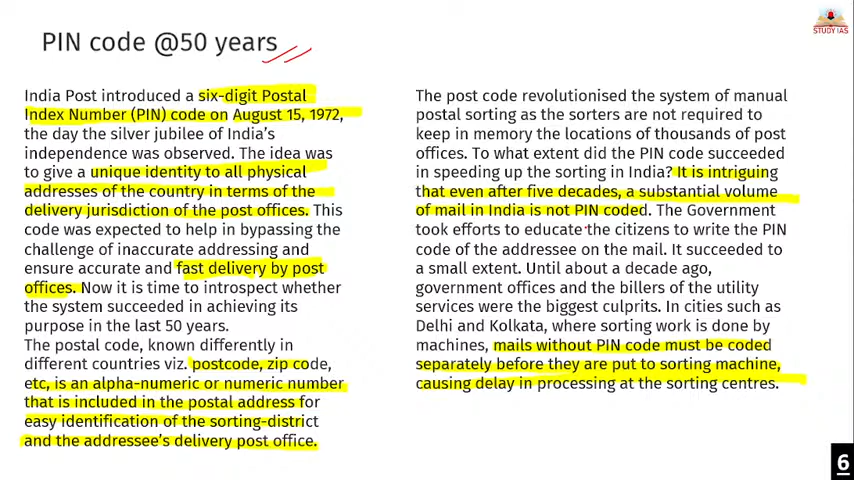 PIN code @50 years
STUDY IAS
India Post introduced a six-digit Postal
Index Number (PIN) code on August 15, 1972,
the day the silver jubilee of India's
independence was observed. The idea was
to give a unique identity to all physical
addresses of the country in terms of the
delivery jurisdiction of the post offices. This
code was expected to help in bypassing the
challenge of inaccurate addressing and
ensure accurate and fast delivery by post
offices. Now it is time to introspect whether
the system succeeded in achieving its
purpose in the last 50 years.
The postal code, known differently in
different countries viz. postcode, zip code,
etc, is an alpha-numeric or numeric number
that is included in the postal address for
easy identification of the sorting-district
and the addressee's delivery post office.
The post code revolutionised the system of manual
postal sorting as the sorters are not required to
keep in memory the locations of thousands of post
offices. To what extent did the PIN code succeeded
in speeding up the sorting in India? It is intriguing
that even after five decades, a substantial volume
of mail in India is not PIN coded. The Government
took efforts to educate the citizens to write the PIN
code of the addressee on the mail. It succeeded to
a small extent. Until about a decade ago,
government offices and the billers of the utility
services were the biggest culprits. In cities such as
Delhi and Kolkata, where sorting work is done by
machines, mails without PIN code must be coded
separately before they are put to sorting machine,
causing delay in processing at the sorting centres.
6